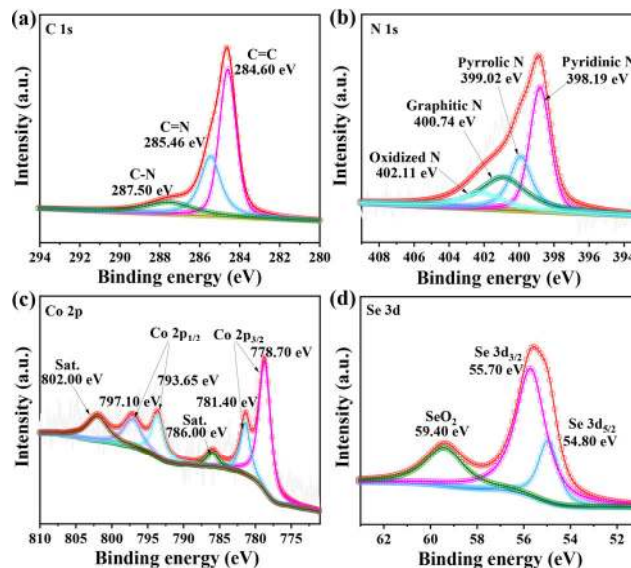 (a)
C 1s
C=C
284.60 eV
C=N
285.46 eV
C-N
287.50 eV
Intensity (a.u.)
294 292 290 288 286 284 282 280
Binding energy (eV)
(b)
N 1s
Pyrrolic N
399.02 eV
Pyridinic N
398.19 eV
Graphitic N
400.74 eV
Oxidized N
402.11 eV
Intensity (a.u.)
408 406 404 402 400 398 396 394
Binding energy (eV)
(c)
Co 2p
Co 2p1/2
Co 2p3/2
778.70 eV
Sat.
802.00 eV
797.10 eV
793.65 eV
781.40 eV
Sat.
786.00 eV
Intensity (a.u.)
810 805 800 795 790 785 780 775
Binding energy (eV)
(d)
Se 3d
Se 3d3/2
55.70 eV
SeO2
59.40 eV
Se 3d5/2
54.80 eV
Intensity (a.u.)
62 60 58 56 54 52
Binding energy (eV)